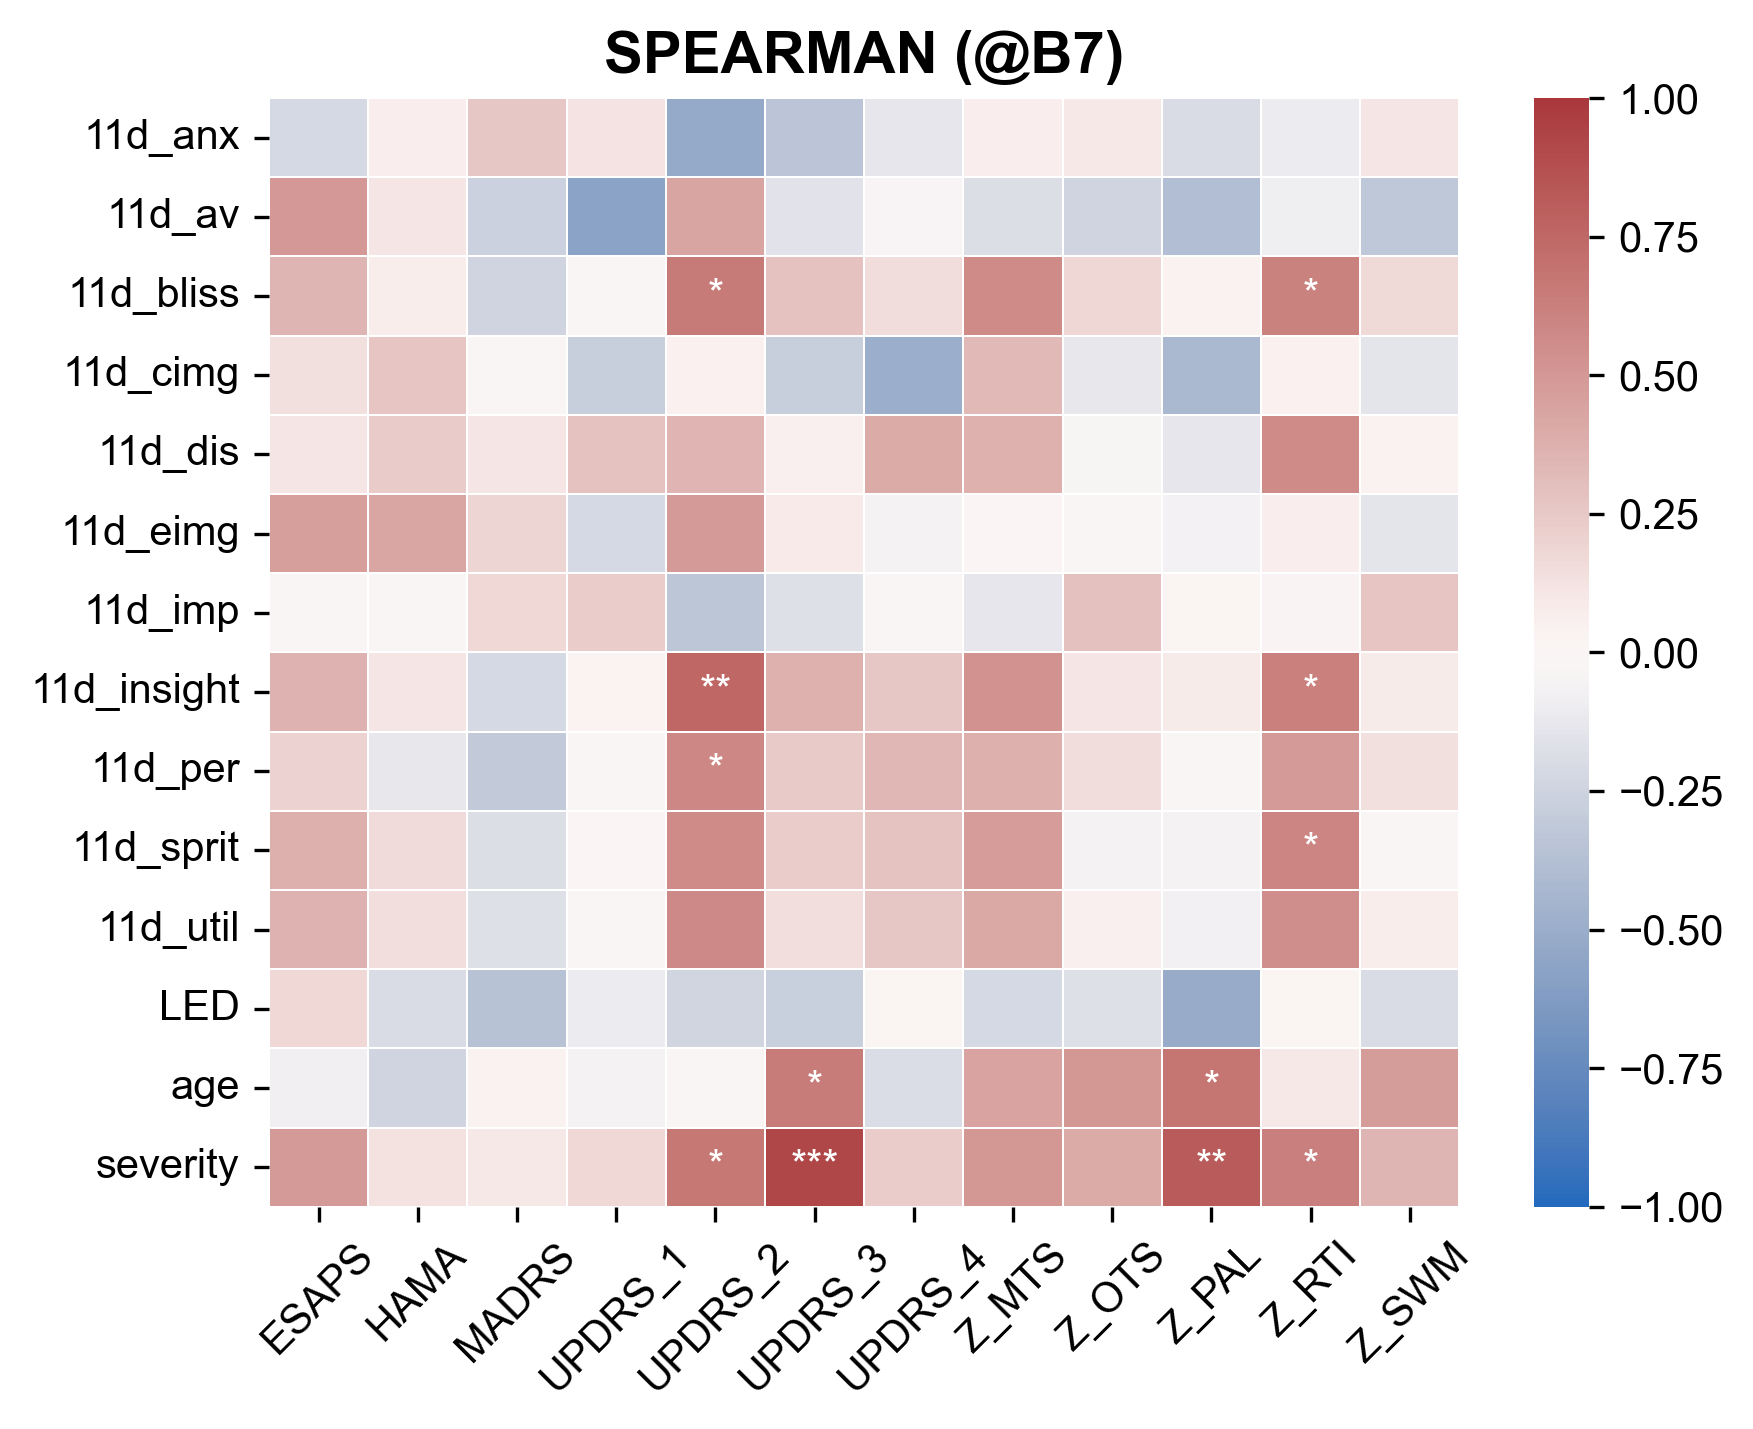 SPEARMAN (@B7)
11d_anx
11d_av
11d_bliss
11d_cimg
11d_dis
11d_eimg
11d_imp
11d_insight
11d_per
11d_sprit
11d_util
LED
age
severity
* *
** *
*
*
* *
* *** ** *
ESAPS HAMA MADRS UPDRS_1 UPDRS_2 UPDRS_3 UPDRS_4 Z_MTS Z_OTS Z_PAL Z_RTI Z_SWM
1.00
0.75
0.50
0.25
0.00
−0.25
−0.50
−0.75
−1.00